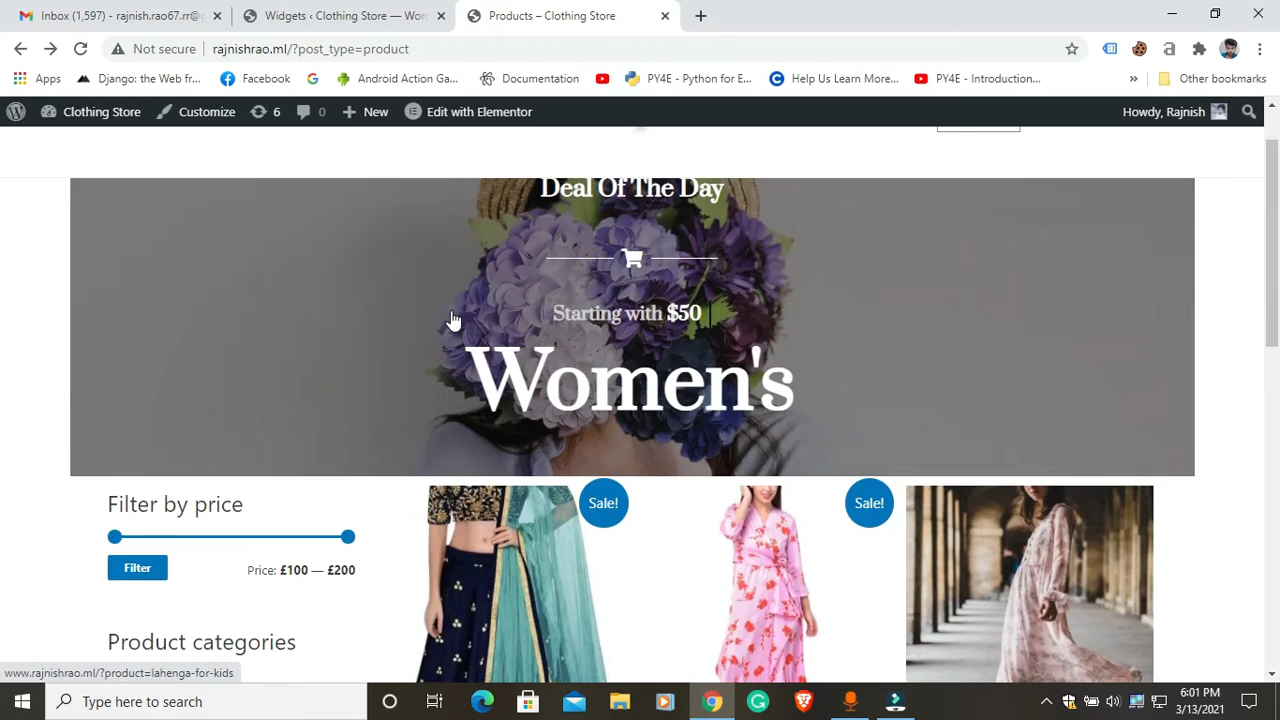 Inbox (1,597) - rajnish.rao67.rr@g
Widgets ‹ Clothing Store — Wor
Products – Clothing Store
Not secure
rajnishrao.ml/?post_type=product
Apps
Django: the Web fr...
Facebook
Android Action Ga...
Documentation
PY4E - Python for E...
Help Us Learn More...
PY4E - Introduction...
»
Other bookmarks
Clothing Store
Customize
6
0
New
Edit with Elementor
Howdy, Rajnish
Deal Of The Day
Starting with $50
Women's
Filter by price
Sale!
Sale!
Filter
Price: £100 — £200
Product categories
www.rajnishrao.ml/?product=lahenga-for-kids
Type here to search
6:01 PM
3/13/2021